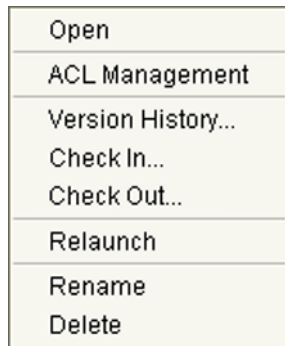 Open
ACL Management
Version History...
Check In...
Check Out...
Relaunch
Rename
Delete